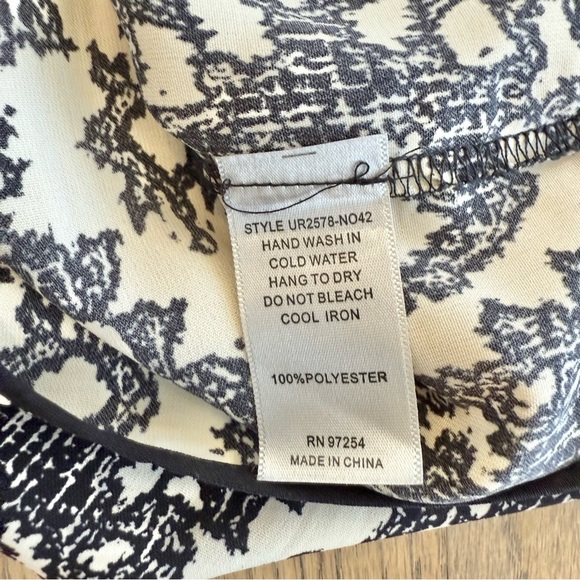 STYLE UR2578-NO42
HAND WASH IN
COLD WATER
HANG TO DRY
DO NOT BLEACH
COOL IRON
100%POLYESTER
RN 97254
MADE IN CHINA